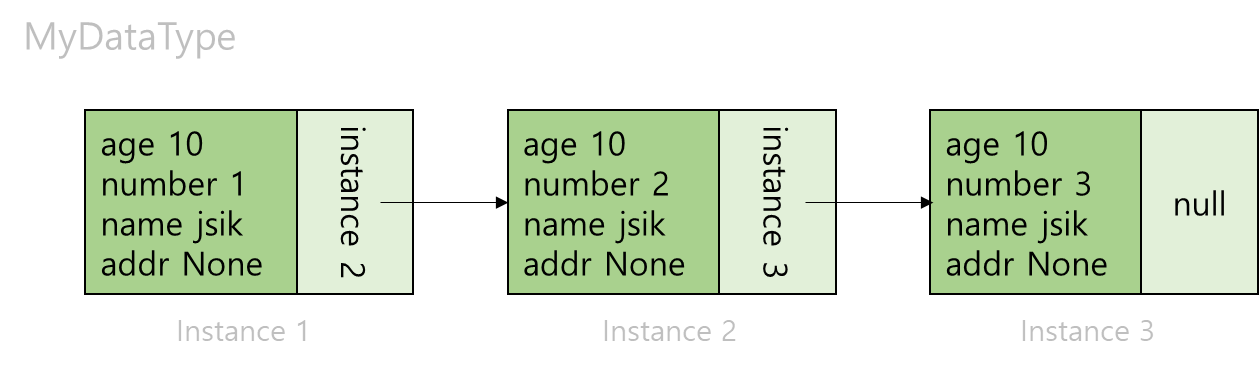 MyDataType
age 10
number 1
name jsik
addr None
instance 2
age 10
number 2
name jsik
addr None
instance 3
age 10
number 3
name jsik
addr None
null
Instance 1
Instance 2
Instance 3